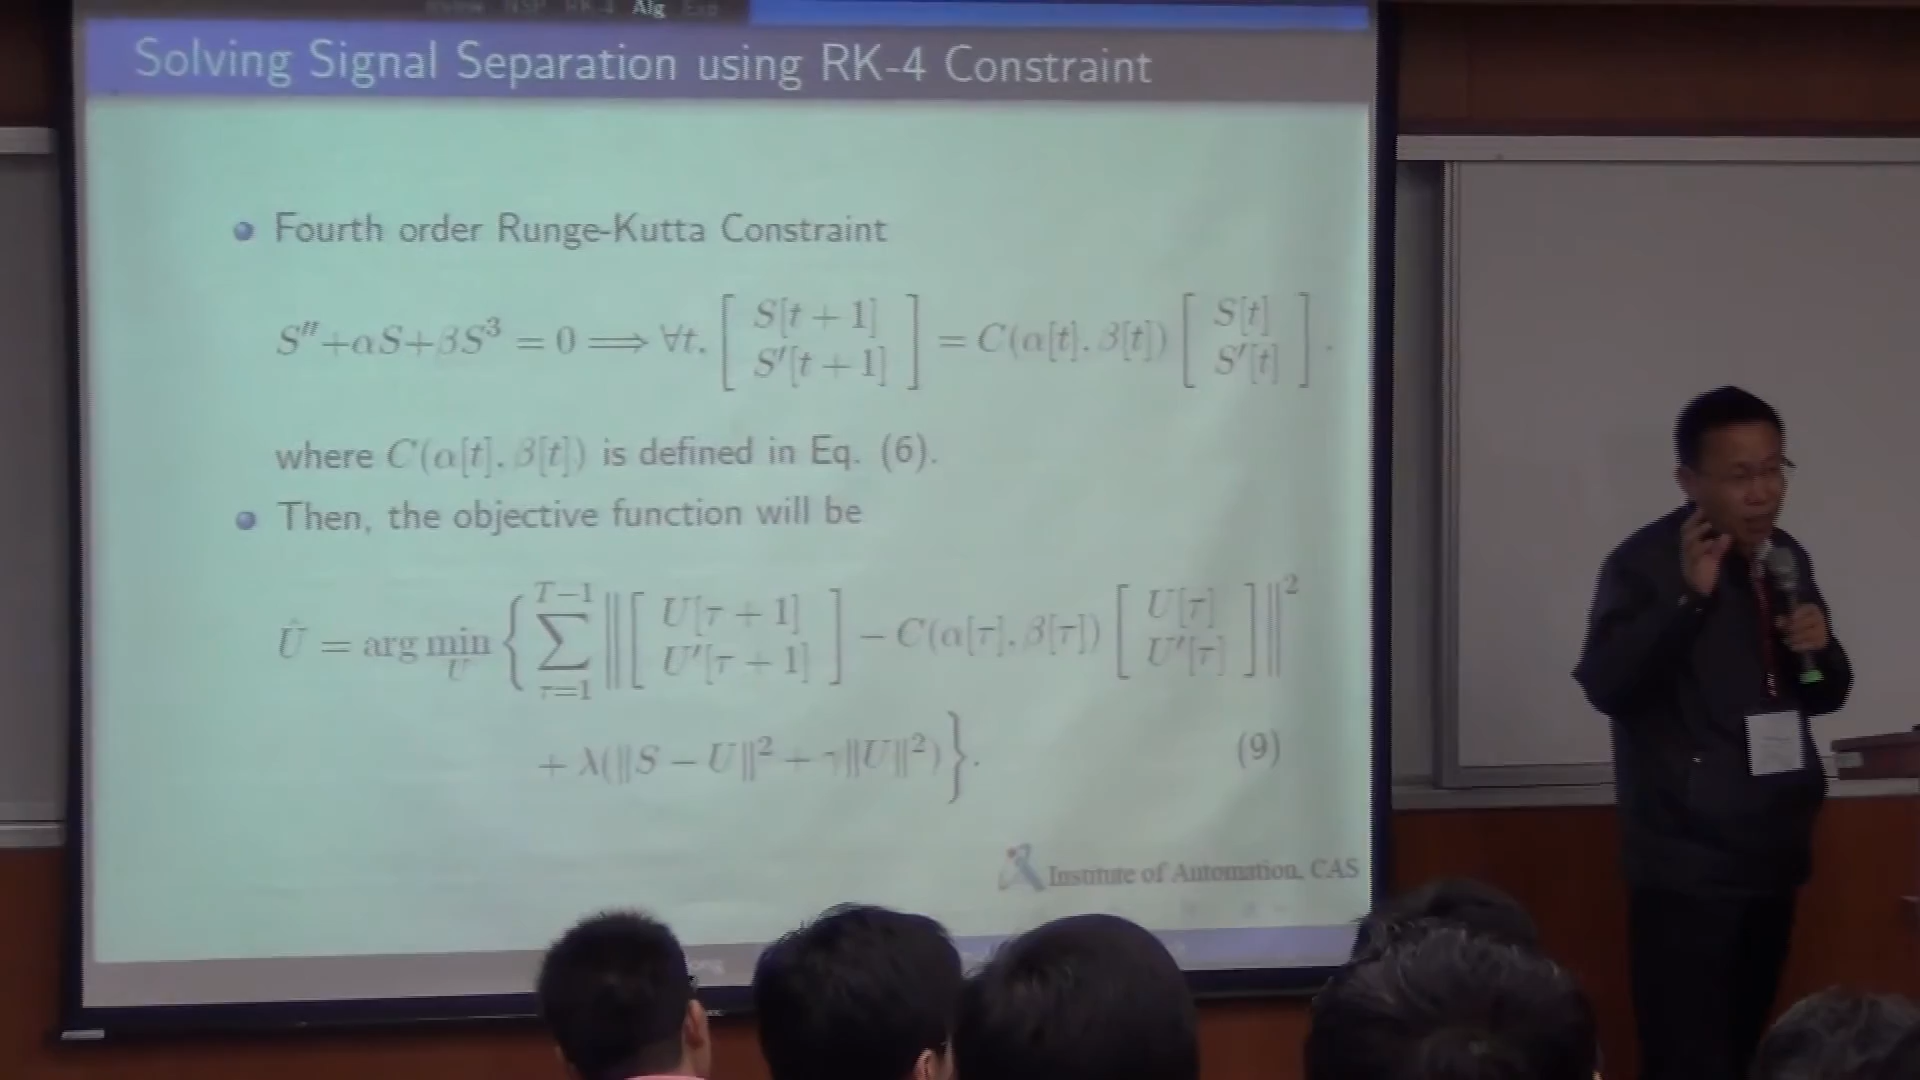 Alg Exp
Solving Signal Separation using RK-4 Constraint
Fourth order Runge-Kutta Constraint
S″+αS+βS³ = 0 ⟹ ∀t, [ S[t + 1] S′[t + 1] ] = C(α[t], β[t]) [ S[t] S′[t] ],
where C(α[t], β[t]) is defined in Eq. (6).
Then, the objective function will be
Û = arg min_U { ∑_{τ=1}^{T−1} ‖ [ U[τ + 1] U′[τ + 1] ] − C(α[τ], β[τ]) [ U[τ] U′[τ] ] ‖²
+ λ(‖S − U‖² + γ‖U‖²) }. (9)
Institute of Automation, CAS